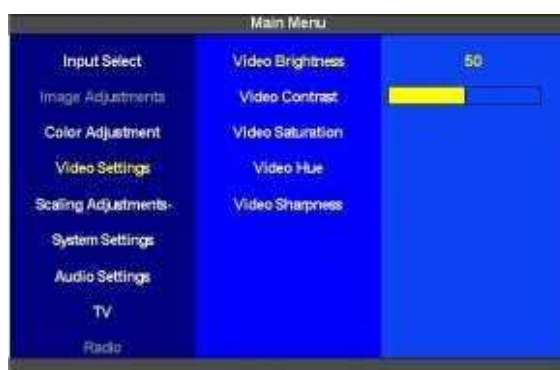 Main Menu
Input Select
Image Adjustments
Color Adjustment
Video Settings
Scaling Adjustments-
System Settings
Audio Settings
TV
Radio
Video Brightness
Video Contrast
Video Saturation
Video Hue
Video Sharpness
50